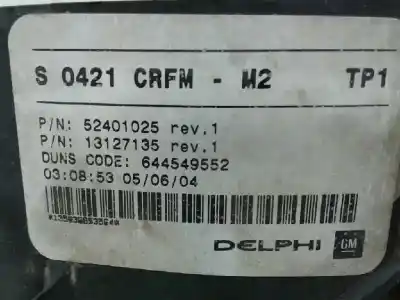 S 0421 CRFM - M2 TP1
P/N: 52401025 rev.1
P/N: 13127135 rev.1
DUNS CODE: 644549552
03:08:53 05/06/04
DELPHI GM